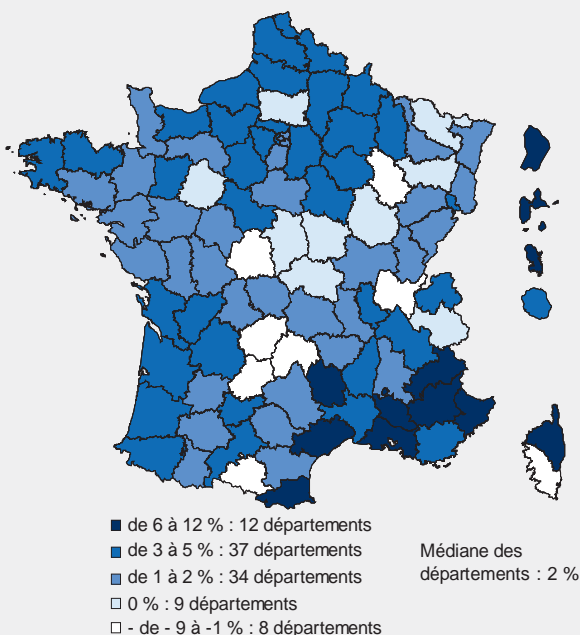 de 6 à 12 % : 12 départements
de 3 à 5 % : 37 départements
de 1 à 2 % : 34 départements
0 % : 9 départements
- de - 9 à -1 % : 8 départements
Médiane des
départements : 2 %